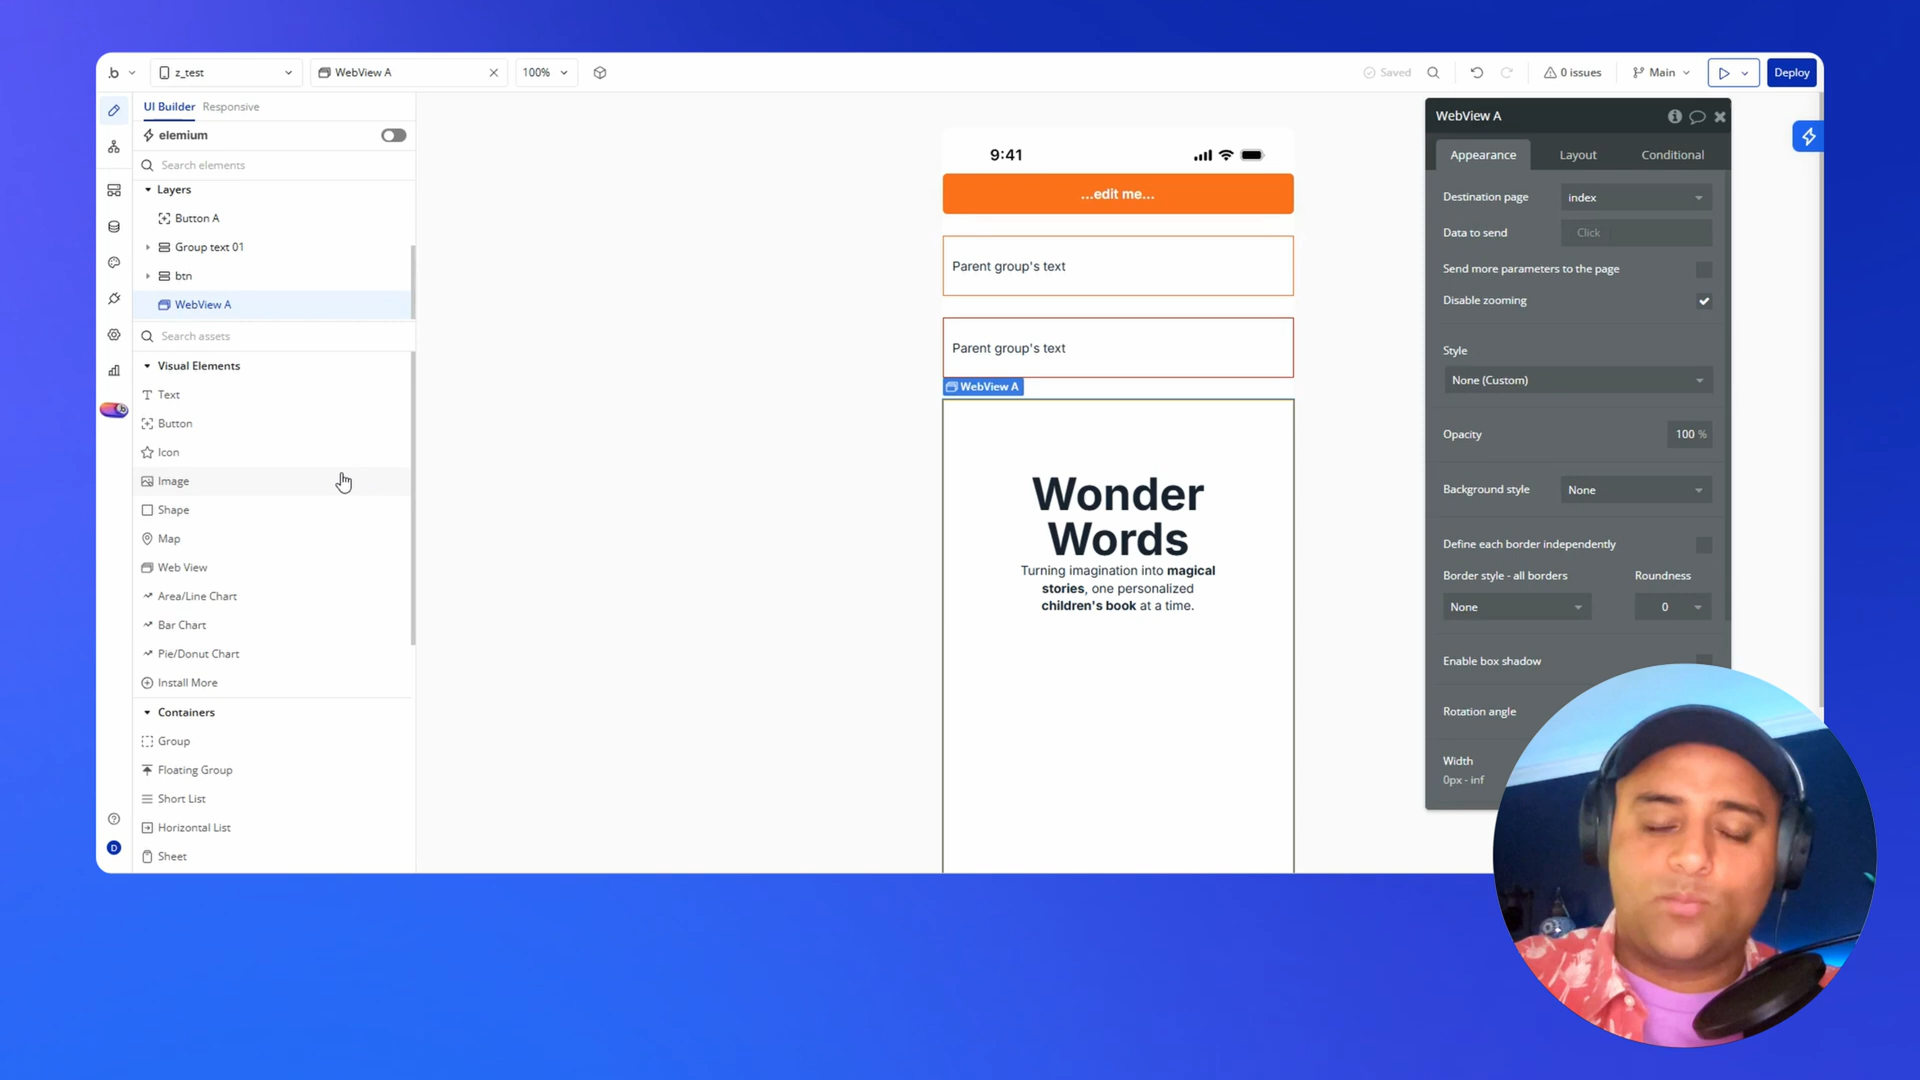 .b
z_test
WebView A
100%
Saved
0 issues
Main
Deploy
UI Builder
Responsive
elemium
Search elements
Layers
Button A
Group text 01
btn
WebView A
Search assets
Visual Elements
Text
Button
Icon
Image
Shape
Map
Web View
Area/Line Chart
Bar Chart
Pie/Donut Chart
Install More
Containers
Group
Floating Group
Short List
Horizontal List
Sheet
D
9:41
...edit me...
Parent group's text
Parent group's text
WebView A
Wonder
Words
Turning imagination into magical
stories, one personalized
children's book at a time.
WebView A
Appearance
Layout
Conditional
Destination page
index
Data to send
Click
Send more parameters to the page
Disable zooming
Style
None (Custom)
Opacity
100 %
Background style
None
Define each border independently
Border style - all borders
Roundness
None
0
Enable box shadow
Rotation angle
Width
0px - inf